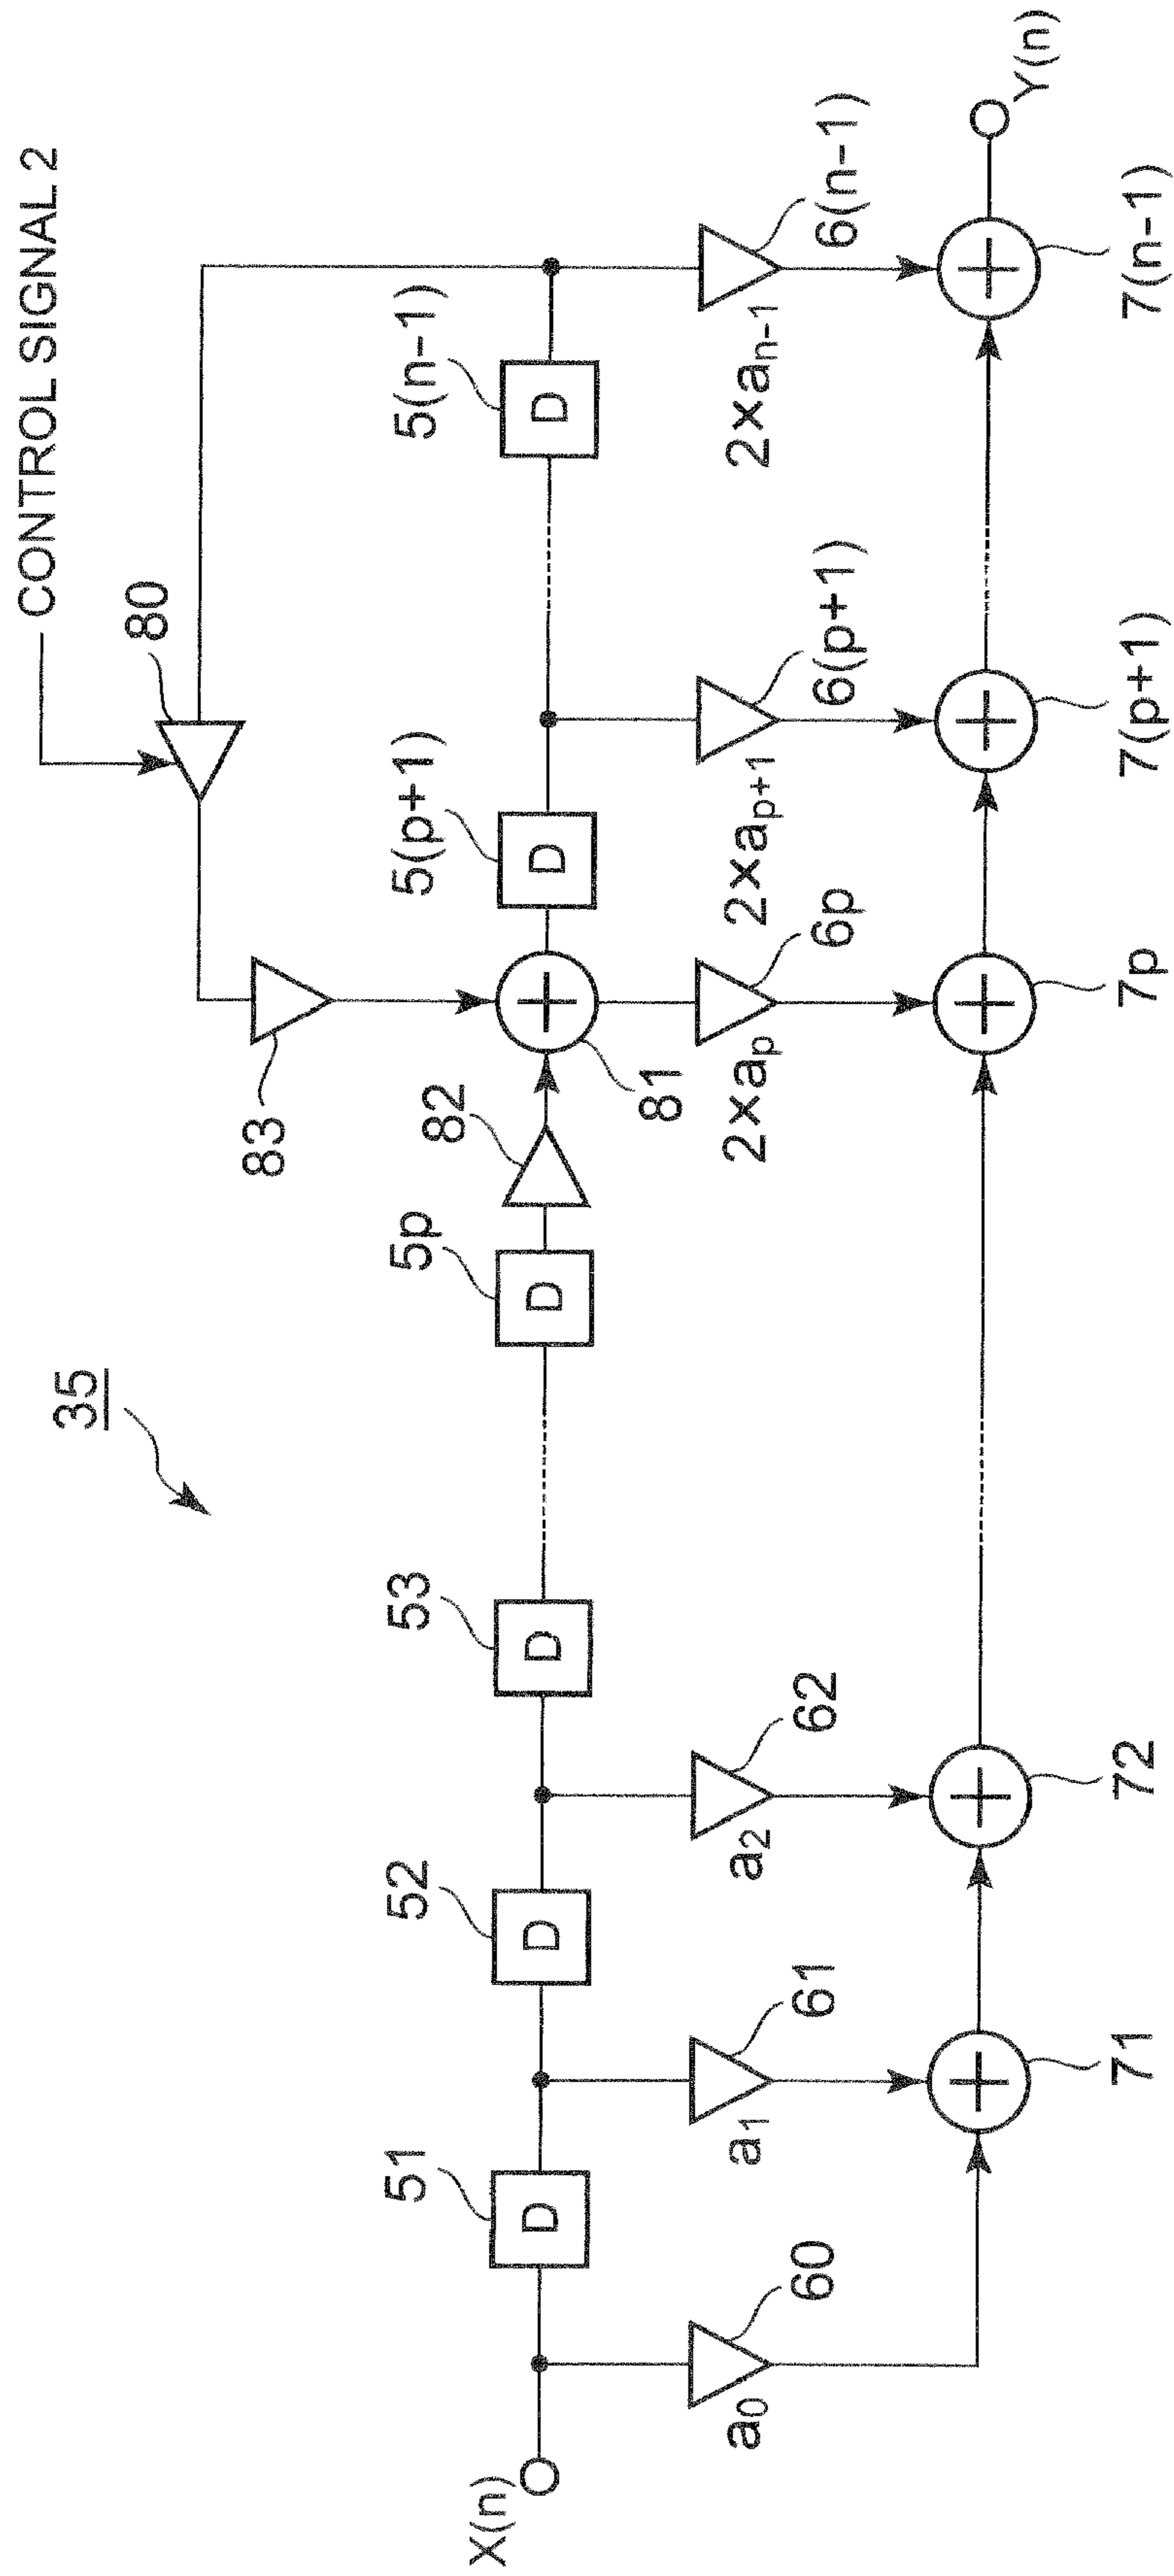 35
CONTROL SIGNAL 2
80
83
X(n)
51
D
52
D
53
D
5p
D
82
81
5(p+1)
D
5(n−1)
D
a0
60
a1
61
a2
62
2×ap
6p
2×ap+1
6(p+1)
2×an−1
6(n−1)
71
72
7p
7(p+1)
7(n−1)
Y(n)